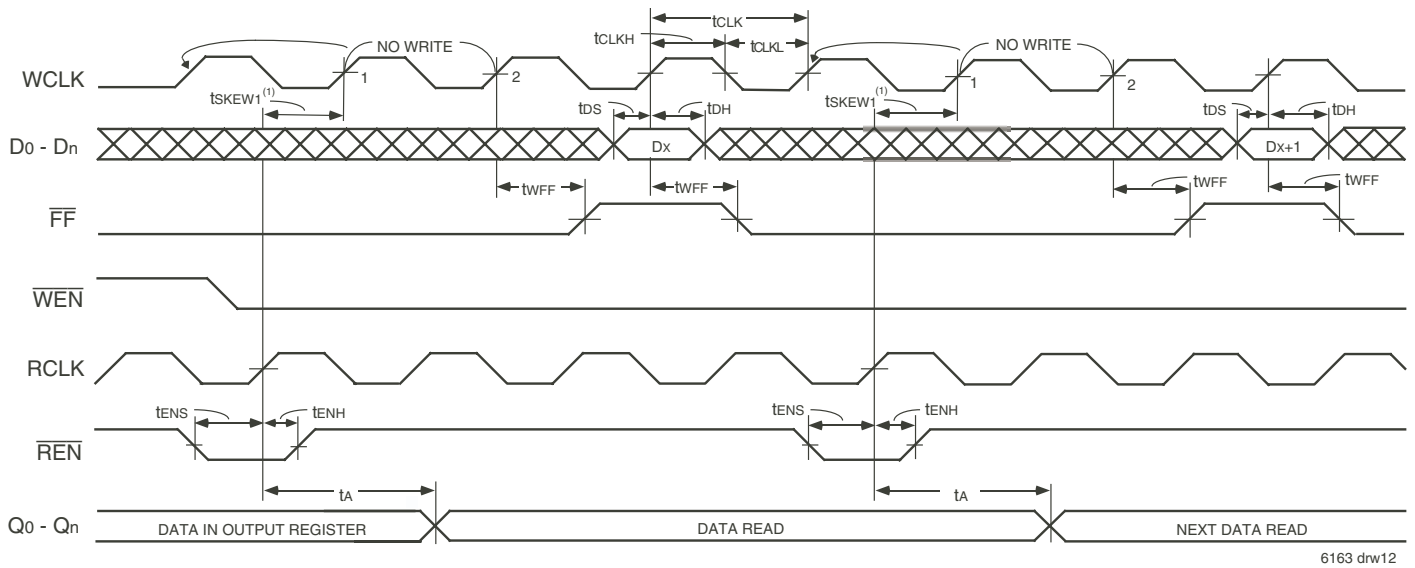 tCLK
tCLKH tCLKL
NO WRITE NO WRITE
WCLK 1 2 1 2
tSKEW1(1) tDS tDH tSKEW1(1) tDS tDH
D0 - Dn DX DX+1
tWFF tWFF tWFF tWFF
FF
WEN
RCLK
tENS tENH tENS tENH
REN
tA tA
Q0 - Qn DATA IN OUTPUT REGISTER DATA READ NEXT DATA READ
6163 drw12